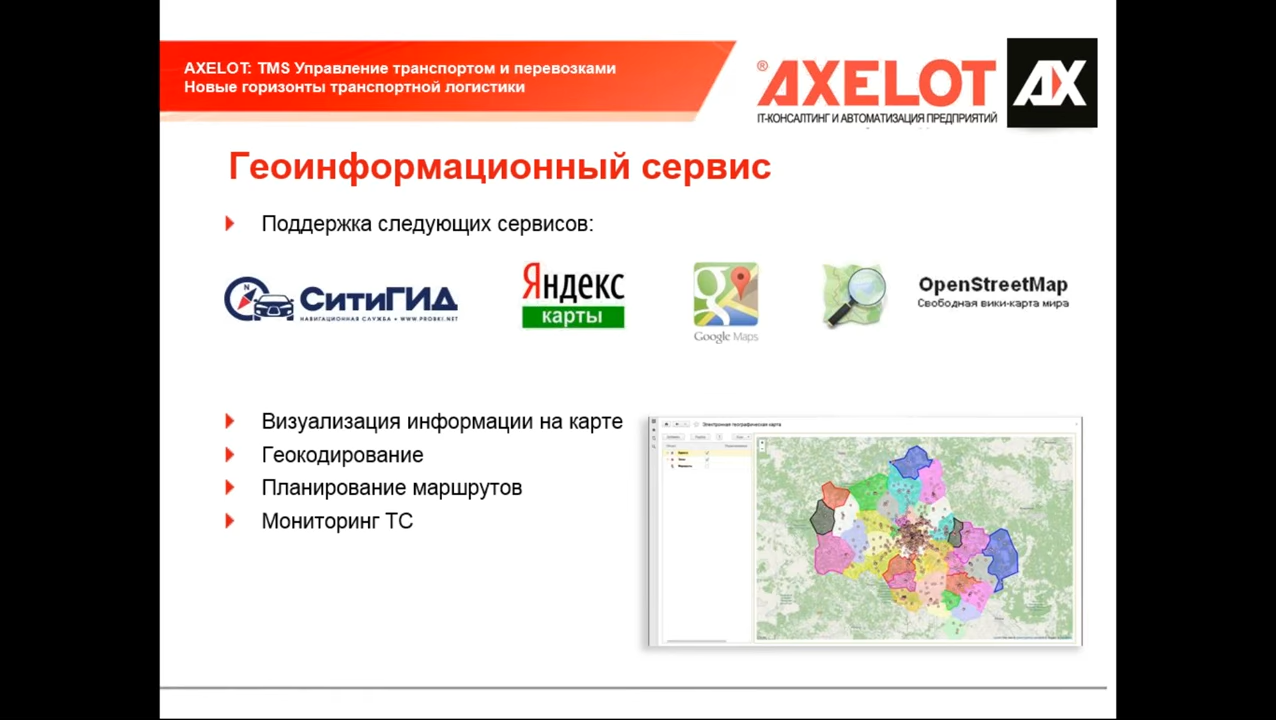 AXELOT: TMS Управление транспортом и перевозками
Новые горизонты транспортной логистики
® AXELOT
IT-КОНСАЛТИНГ И АВТОМАТИЗАЦИЯ ПРЕДПРИЯТИЙ
AX
Геоинформационный сервис
Поддержка следующих сервисов:
СитиГИД
НАВИГАЦИОННАЯ СЛУЖБА • WWW.PROBKI.NET
Яндекс
карты
g
Google Maps
OpenStreetMap
Свободная вики-карта мира
Визуализация информации на карте
Геокодирование
Планирование маршрутов
Мониторинг ТС
Электронная географическая карта